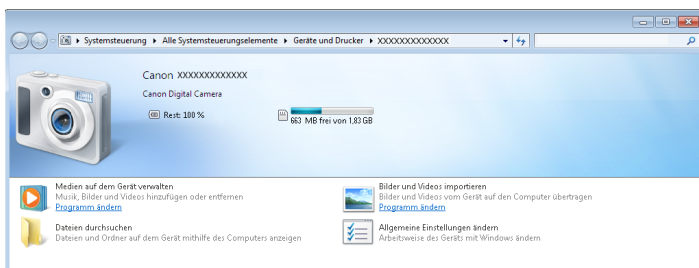 Systemsteuerung ▸ Alle Systemsteuerungselemente ▸ Geräte und Drucker ▸ XXXXXXXXXXXXXX
Canon XXXXXXXXXXXXX
Canon Digital Camera
Rest: 100 %
663 MB frei von 1,83 GB
Medien auf dem Gerät verwalten
Musik, Bilder und Videos hinzufügen oder entfernen
Programm ändern
Bilder und Videos importieren
Bilder und Videos vom Gerät auf den Computer übertragen
Programm ändern
Dateien durchsuchen
Dateien und Ordner auf dem Gerät mithilfe des Computers anzeigen
Allgemeine Einstellungen ändern
Arbeitsweise des Geräts mit Windows ändern